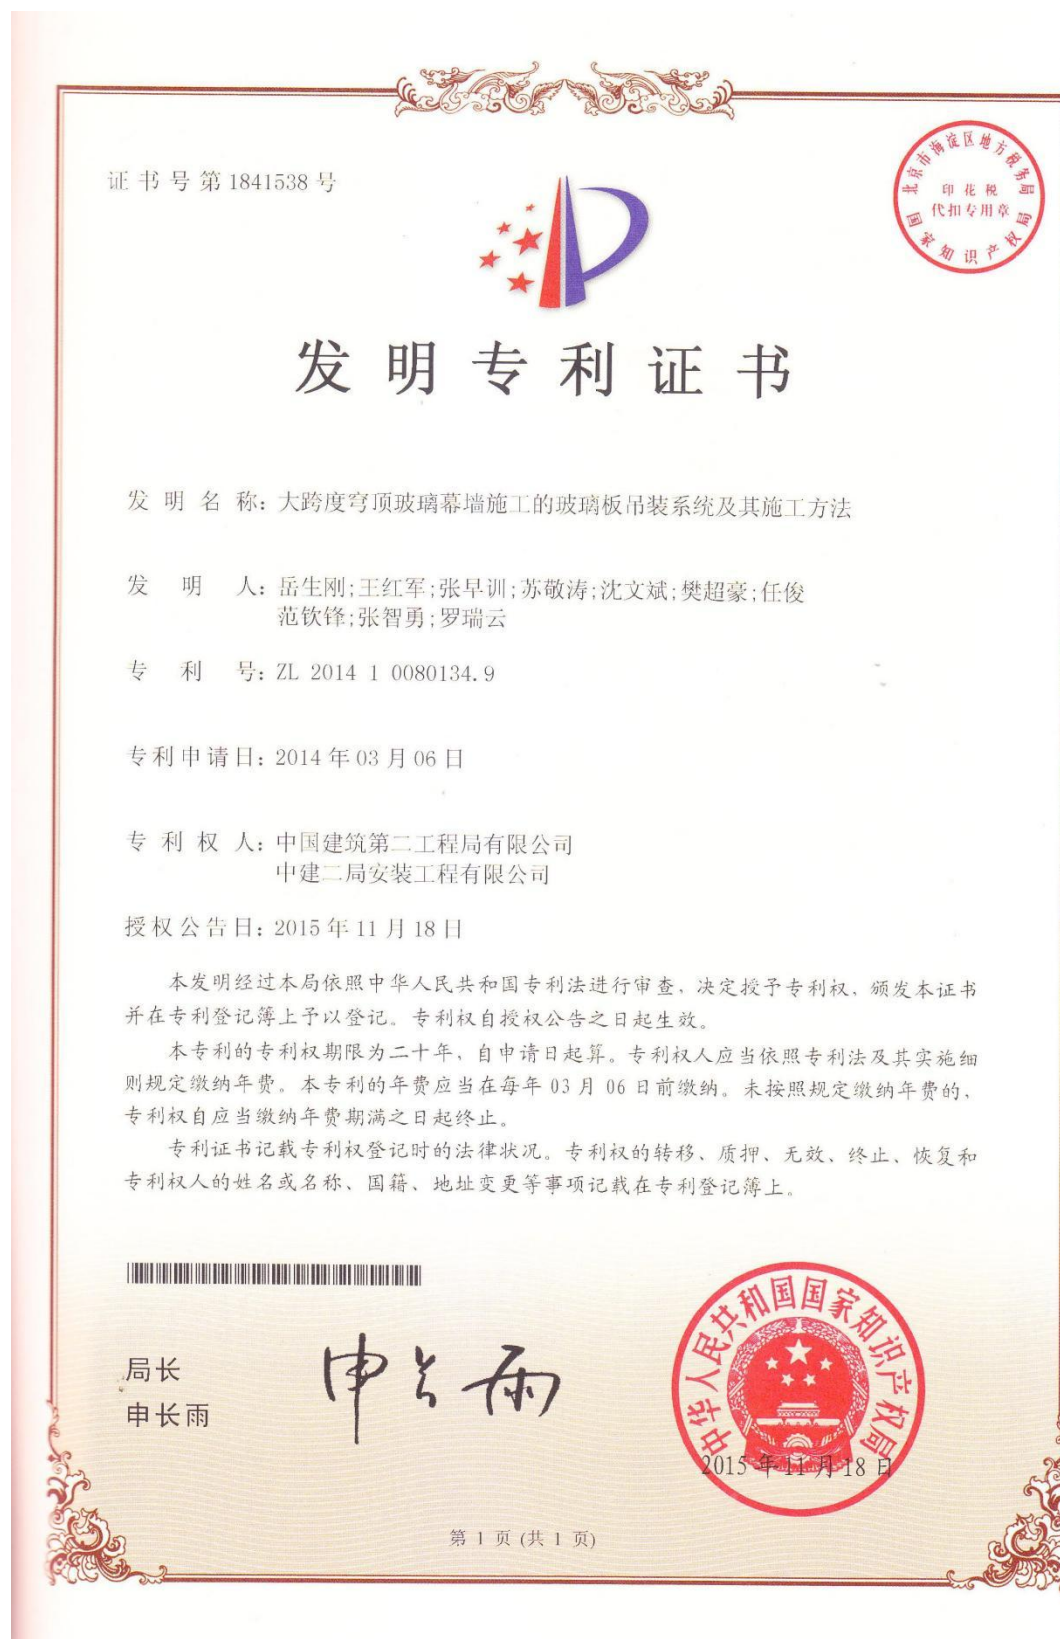 证书号第1841538号
北京市海淀区地方税务局
印花税
代扣专用章
国家知识产权局
发明专利证书
发明名称:大跨度穹顶玻璃幕墙施工的玻璃板吊装系统及其施工方法
发明人:岳生刚;王红军;张早训;苏敬涛;沈文斌;樊超豪;任俊
范钦锋;张智勇;罗瑞云
专利号:ZL 2014 1 0080134.9
专利申请日:2014年03月06日
专利权人:中国建筑第二工程局有限公司
中建二局安装工程有限公司
授权公告日:2015年11月18日
本发明经过本局依照中华人民共和国专利法进行审查,决定授予专利权,颁发本证书
并在专利登记簿上予以登记。专利权自授权公告之日起生效。
本专利的专利权期限为二十年,自申请日起算。专利权人应当依照专利法及其实施细
则规定缴纳年费。本专利的年费应当在每年03月06日前缴纳。未按照规定缴纳年费的,
专利权自应当缴纳年费期满之日起终止。
专利证书记载专利权登记时的法律状况。专利权的转移、质押、无效、终止、恢复和
专利权人的姓名或名称、国籍、地址变更等事项记载在专利登记簿上。
局长
申长雨
申长雨
中华人民共和国国家知识产权局
2015年11月18日
第1页(共1页)